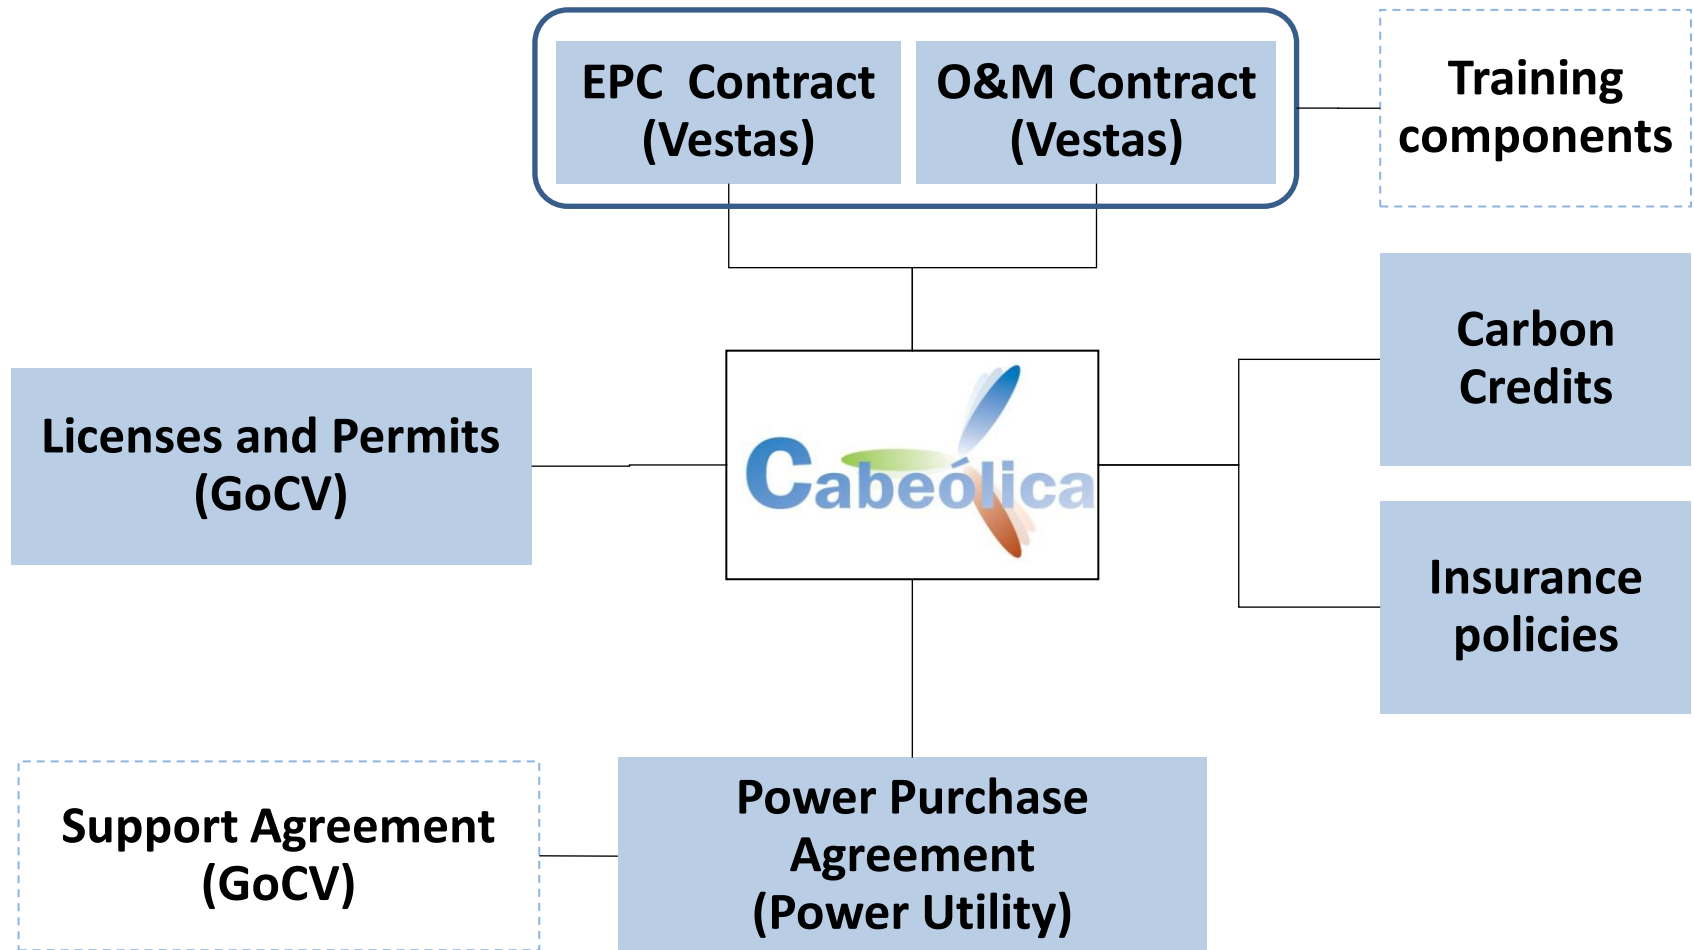 EPC  Contract
(Vestas)
O&M Contract
(Vestas)
Training
components
Carbon
Credits
Licenses and Permits
(GoCV)
Cabeólica
Insurance
policies
Support Agreement
(GoCV)
Power Purchase
Agreement
(Power Utility)